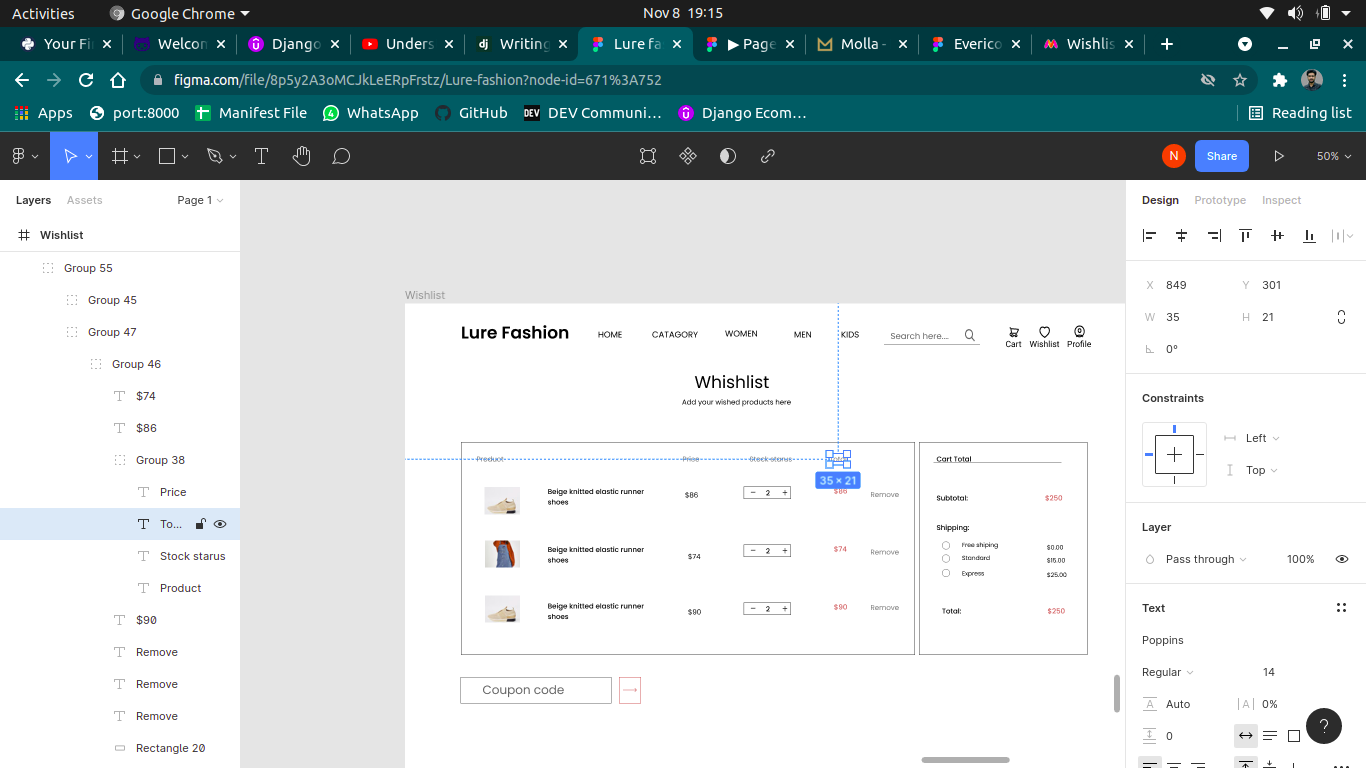 Activities
Google Chrome
Nov 8 19:15
Your Fi
Welcon
Django
Unders
Writing
Lure fa
▶ Page
Molla -
Everico
Wishlis
figma.com/file/8p5y2A3oMCJkLeERpFrstz/Lure-fashion?node-id=671%3A752
Apps
port:8000
Manifest File
WhatsApp
GitHub
DEV Communi…
Django Ecom…
Reading list
N
Share
50%
Layers
Assets
Page 1
Wishlist
Group 55
Group 45
Group 47
Group 46
$74
$86
Group 38
Price
To...
Stock starus
Product
$90
Remove
Remove
Remove
Rectangle 20
Wishlist
Lure Fashion
HOME
CATAGORY
WOMEN
MEN
KIDS
Search here...
Cart
Wishlist
Profile
Whishlist
Add your wished products here
Product
Price
Stock starus
35 × 21
Beige knitted elastic runner
shoes
$86
− 2 +
$86
Remove
Beige knitted elastic runner
shoes
$74
− 2 +
$74
Remove
Beige knitted elastic runner
shoes
$90
− 2 +
$90
Remove
Cart Total
Subtotal:
$250
Shipping:
Free shiping
$0.00
Standard
$15.00
Express
$25.00
Total:
$250
Coupon code
Design
Prototype
Inspect
X 849
Y 301
W 35
H 21
0°
Constraints
Left
Top
Layer
Pass through
100%
Text
Poppins
Regular
14
Auto
0%
0
?